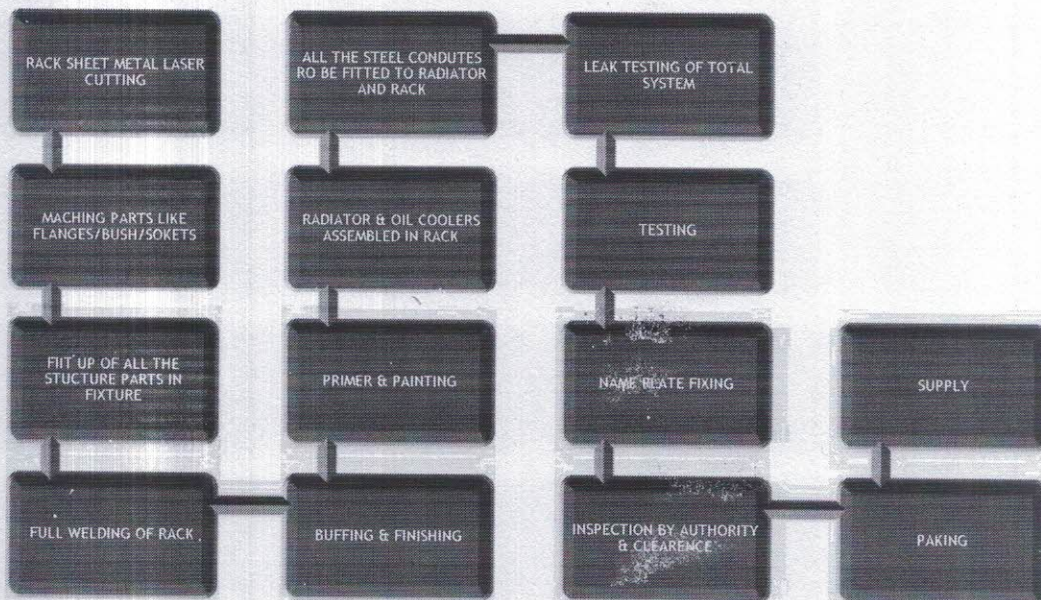 RACK SHEET METAL LASER
CUTTING
MACHING PARTS LIKE
FLANGES/BUSH/SOKETS
FIIT UP OF ALL THE
STUCTURE PARTS IN
FIXTURE
FULL WELDING OF RACK
BUFFING & FINISHING
PRIMER & PAINTING
RADIATOR & OIL COOLERS
ASSEMBLED IN RACK
ALL THE STEEL CONDUTES
RO BE FITTED TO RADIATOR
AND RACK
LEAK TESTING OF TOTAL
SYSTEM
TESTING
NAME PLATE FIXING
INSPECTION BY AUTHORITY
& CLEARENCE
PAKING
SUPPLY